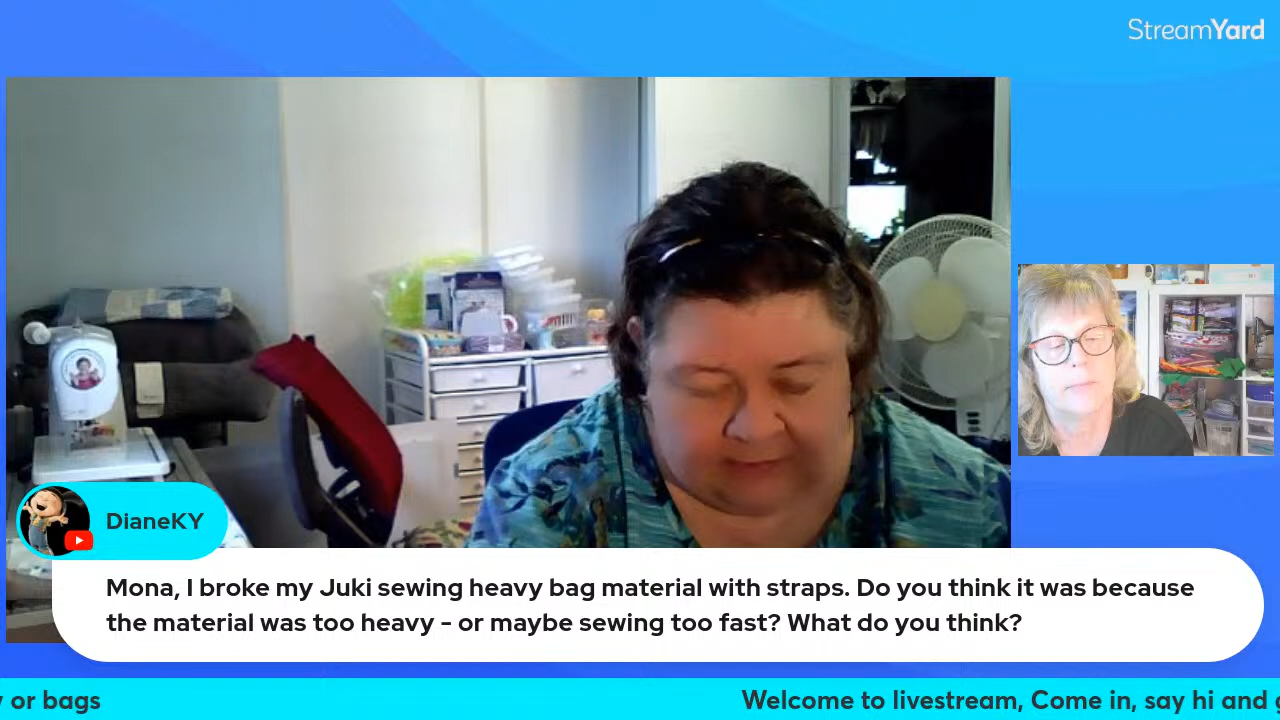 StreamYard
DianeKY
Mona, I broke my Juki sewing heavy bag material with straps. Do you think it was because
the material was too heavy - or maybe sewing too fast? What do you think?
or bags
Welcome to livestream, Come in, say hi and